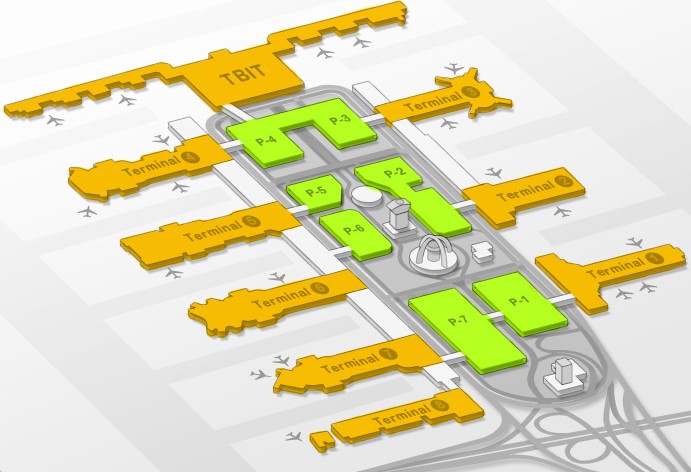 TBIT
Terminal 3
P-3
P-4
Terminal 4
P-2
P-5
Terminal 2
Terminal 5
P-6
Terminal 1
Terminal 6
P-1
P-7
Terminal 7
Terminal 8